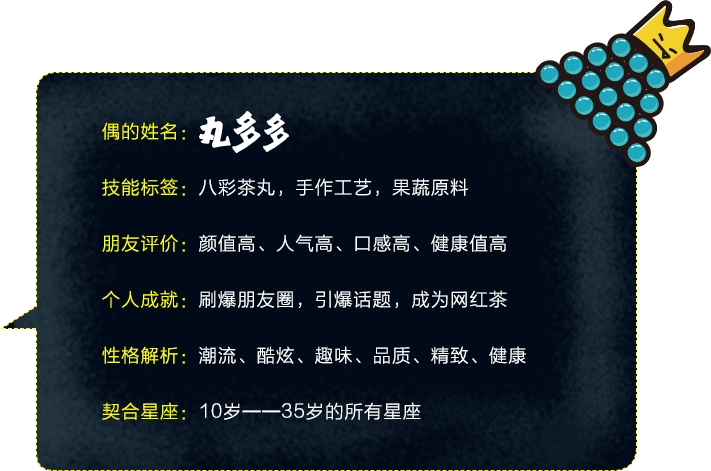 偶的姓名：丸多多
技能标签：八彩茶丸，手作工艺，果蔬原料
朋友评价：颜值高、人气高、口感高、健康值高
个人成就：刷爆朋友圈，引爆话题，成为网红茶
性格解析：潮流、酷炫、趣味、品质、精致、健康
契合星座：10岁——35岁的所有星座